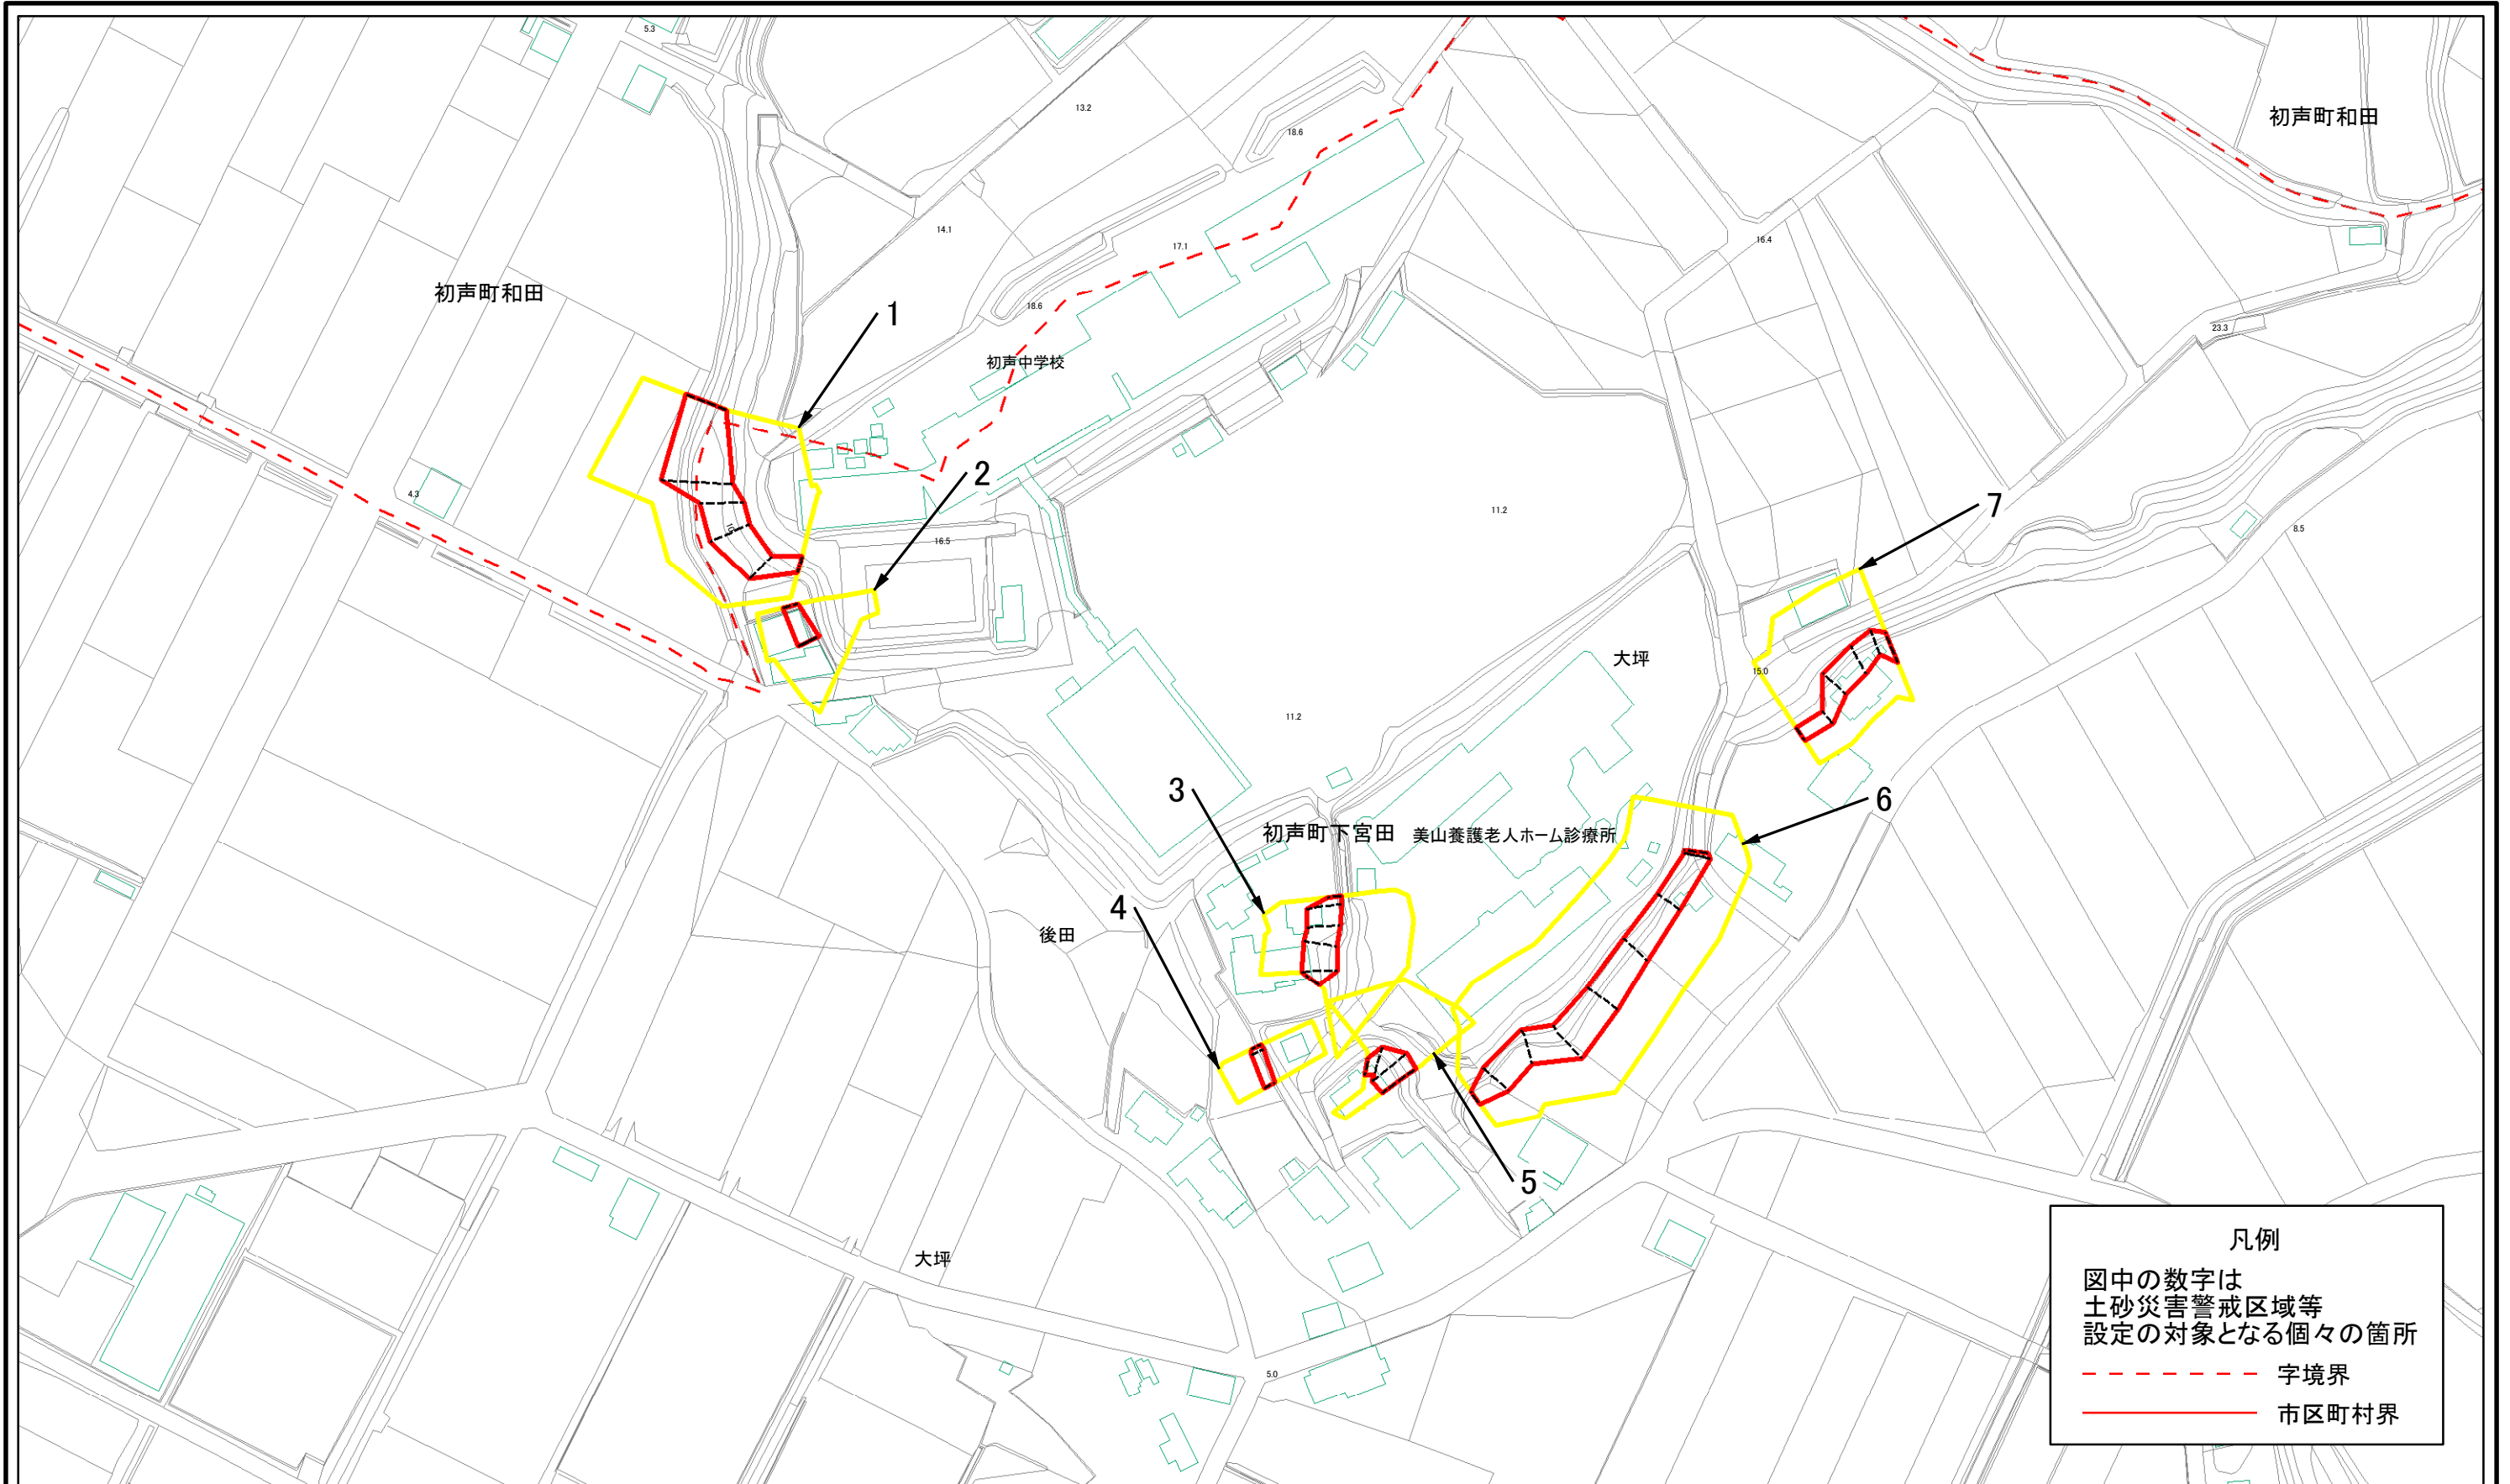 5.3
13.2
18.6
初声町和田
14.1
17.1
16.4
初声町和田
18.6
1
23.3
初声中学校
2
4.3
7
11.2
8.5
16.5
大坪
15.0
11.2
3
6
初声町下宮田
美山養護老人ホーム診療所
4
後田
5
大坪
5.0
凡例
図中の数字は
土砂災害警戒区域等
設定の対象となる個々の箇所
字境界
市区町村界